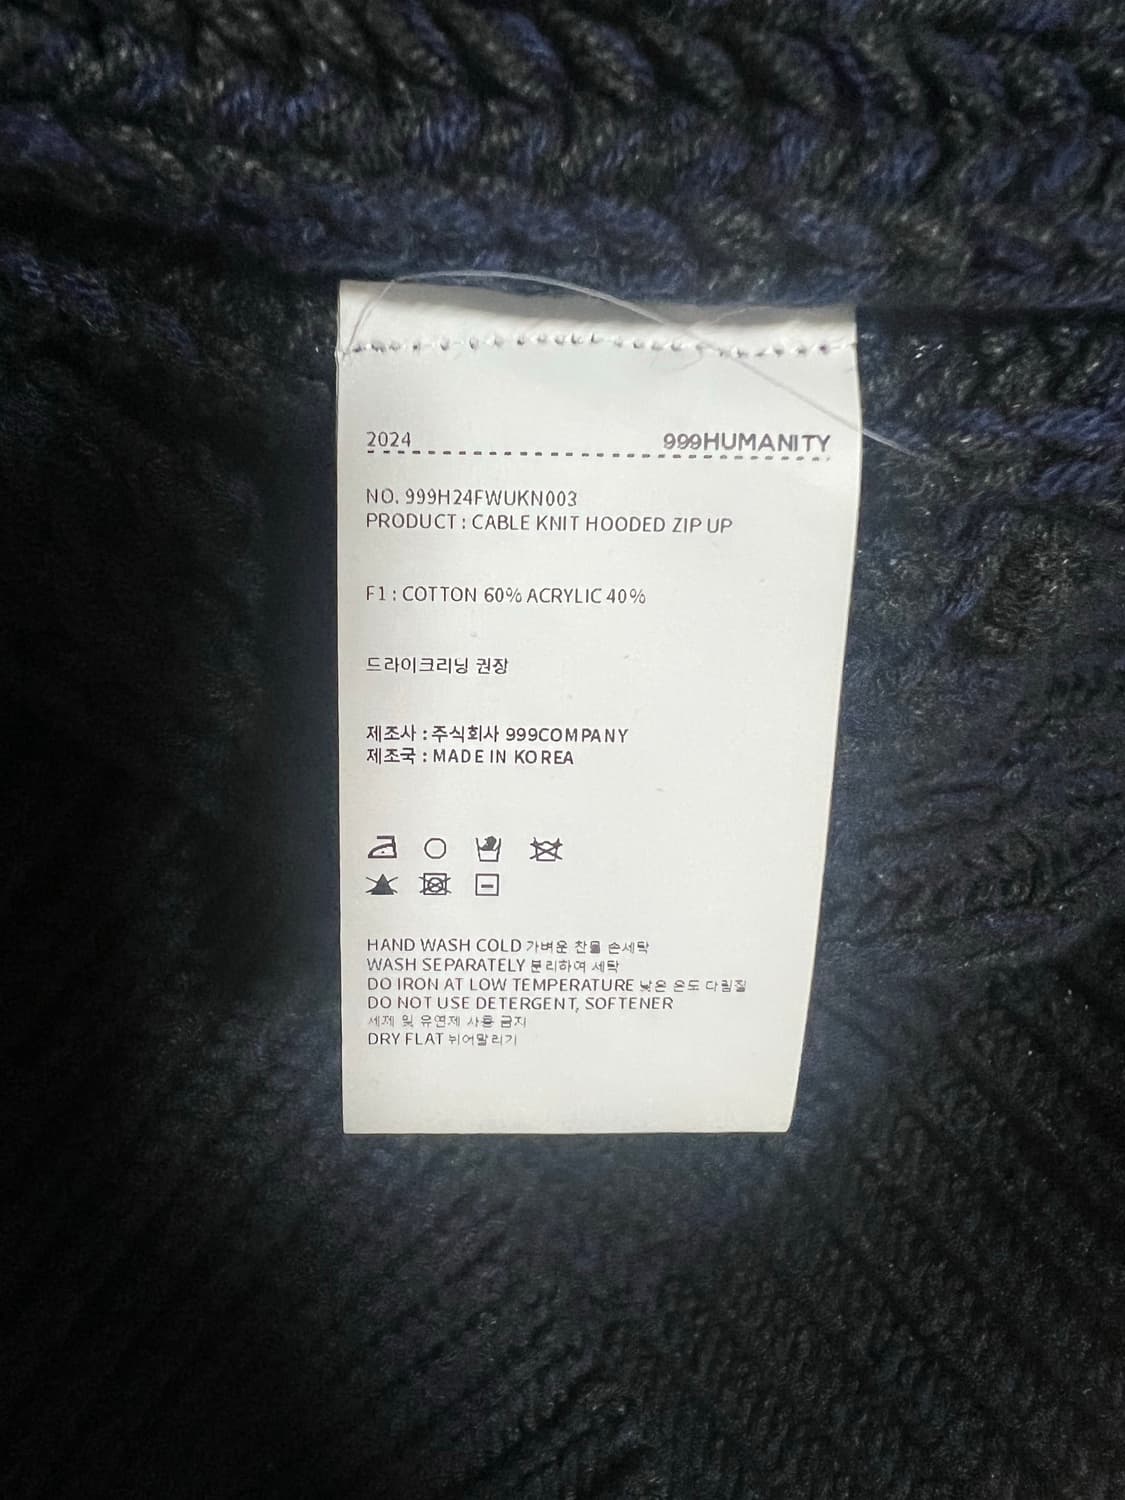 2024 999HUMANITY
NO. 999H24FWUKN003
PRODUCT : CABLE KNIT HOODED ZIP UP
F1 : COTTON 60% ACRYLIC 40%
드라이크리닝 권장
제조사 : 주식회사 999COMPANY
제조국 : MADE IN KOREA
HAND WASH COLD 가벼운 찬물 손세탁
WASH SEPARATELY 분리하여 세탁
DO IRON AT LOW TEMPERATURE 낮은 온도 다림질
DO NOT USE DETERGENT, SOFTENER
세제 및 유연제 사용 금지
DRY FLAT 뉘어말리기